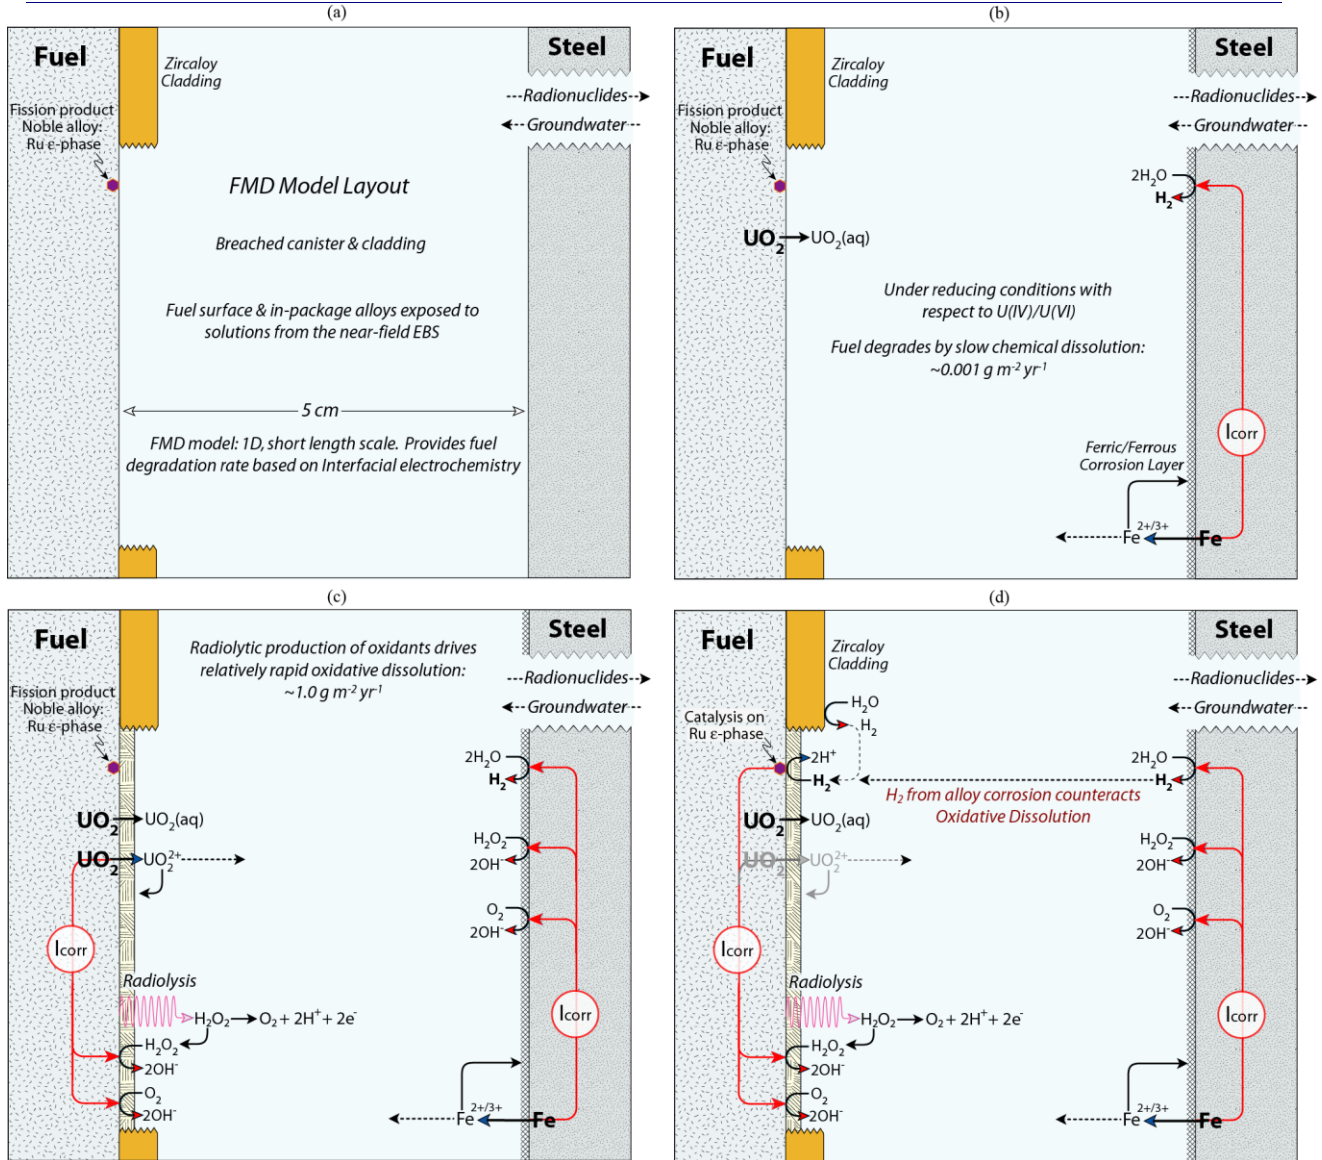 (a)
Fuel
Steel
Zircaloy
Cladding
Fission product
Noble alloy:
Ru ε-phase
Radionuclides
Groundwater
FMD Model Layout
Breached canister & cladding
Fuel surface & in-package alloys exposed to
solutions from the near-field EBS
5 cm
FMD model: 1D, short length scale. Provides fuel
degradation rate based on Interfacial electrochemistry
(b)
Fuel
Steel
Zircaloy
Cladding
Fission product
Noble alloy:
Ru ε-phase
Radionuclides
Groundwater
2H₂O
H₂
UO₂
UO₂(aq)
Under reducing conditions with
respect to U(IV)/U(VI)
Fuel degrades by slow chemical dissolution:
~0.001 g m⁻² yr⁻¹
Icorr
Ferric/Ferrous
Corrosion Layer
Fe 2+/3+
Fe
(c)
Fuel
Steel
Radiolytic production of oxidants drives
relatively rapid oxidative dissolution:
~1.0 g m⁻² yr⁻¹
Fission product
Noble alloy:
Ru ε-phase
Radionuclides
Groundwater
2H₂O
H₂
UO₂
UO₂(aq)
UO₂
UO₂²⁺
H₂O₂
2OH⁻
O₂
2OH⁻
Icorr
Radiolysis
H₂O₂ O₂ + 2H⁺ + 2e⁻
H₂O₂
2OH⁻
O₂
2OH⁻
Icorr
Fe 2+/3+
Fe
(d)
Fuel
Steel
Zircaloy
Cladding
Radionuclides
Groundwater
H₂O
H₂
Catalysis on
Ru ε-phase
2H⁺
H₂
2H₂O
H₂
H₂ from alloy corrosion counteracts
Oxidative Dissolution
UO₂
UO₂(aq)
UO₂
UO₂²⁺
H₂O₂
2OH⁻
O₂
2OH⁻
Icorr
Radiolysis
H₂O₂ O₂ + 2H⁺ + 2e⁻
H₂O₂
2OH⁻
O₂
2OH⁻
Icorr
Fe 2+/3+
Fe